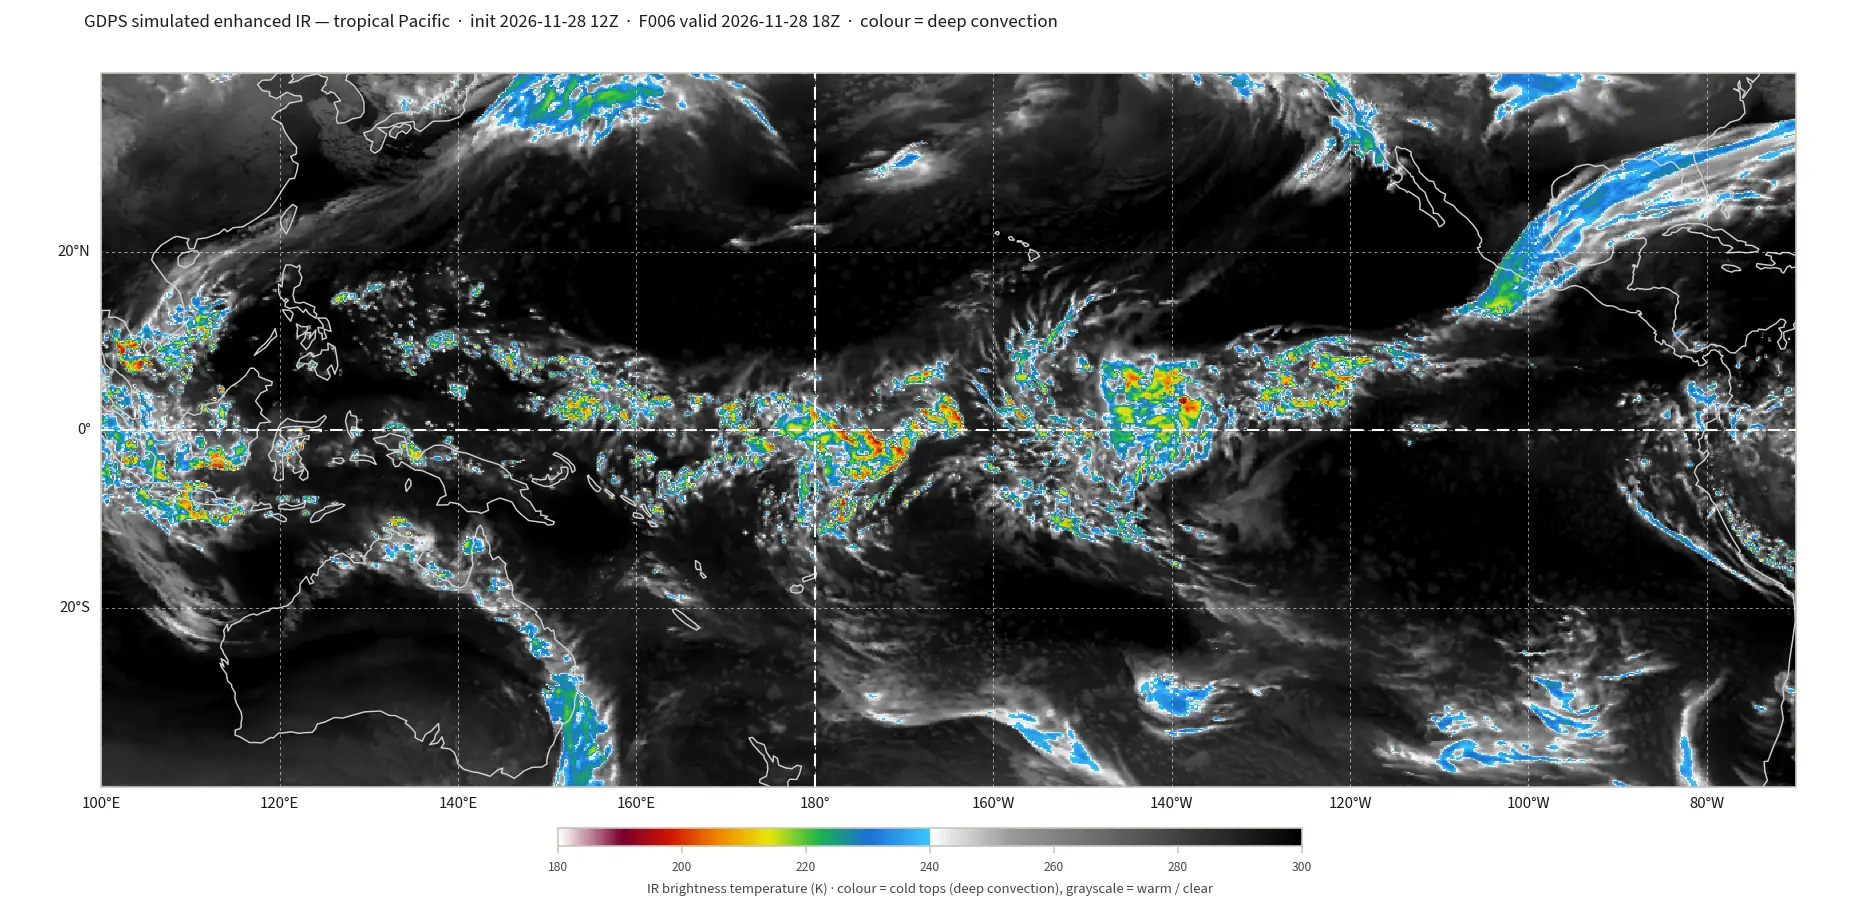 GDPS simulated enhanced IR — tropical Pacific · init 2026-11-28 12Z · F006 valid 2026-11-28 18Z · colour = deep convection
20°N
0°
20°S
100°E 120°E 140°E 160°E 180° 160°W 140°W 120°W 100°W 80°W
180 200 220 240 260 280 300
IR brightness temperature (K) · colour = cold tops (deep convection), grayscale = warm / clear